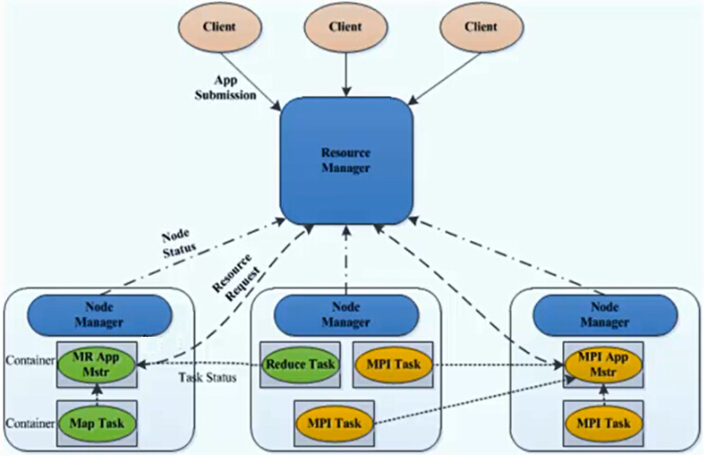 Client
Client
Client
App
Submission
Resource
Manager
Node
Status
Resource
Request
Node
Manager
Node
Manager
Node
Manager
Container
MR App
Mstr
Task Status
Reduce Task
MPI Task
MPI App
Mstr
Container
Map Task
MPI Task
MPI Task